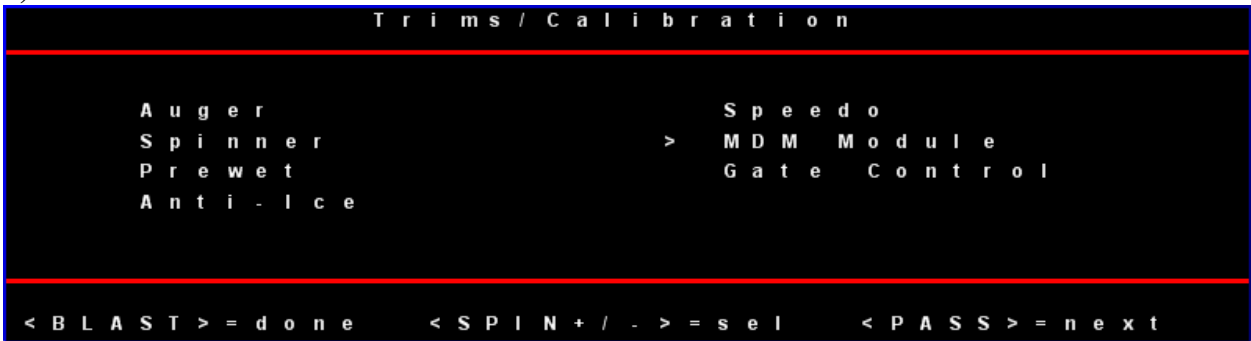 Trims/Calibration
Auger Speedo
Spinner > MDM Module
Prewet Gate Control
Anti-Ice
<BLAST>=done <SPIN+/->=sel <PASS>=next